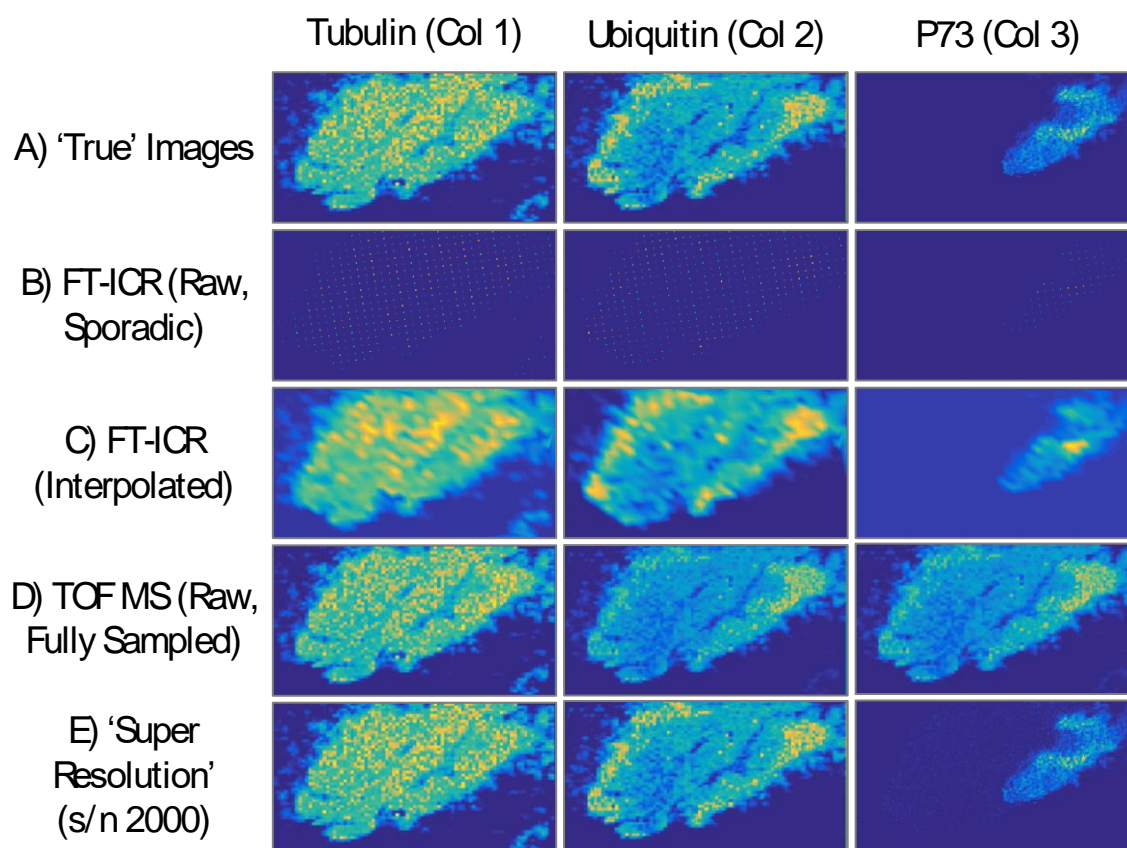 Tubulin (Col 1) Ubiquitin (Col 2) P73 (Col 3)
A) ‘True’ Images
B) FT-ICR (Raw,
Sporadic)
C) FT-ICR
(Interpolated)
D) TOF MS (Raw,
Fully Sampled)
E) ‘Super
Resolution’
(s/n 2000)